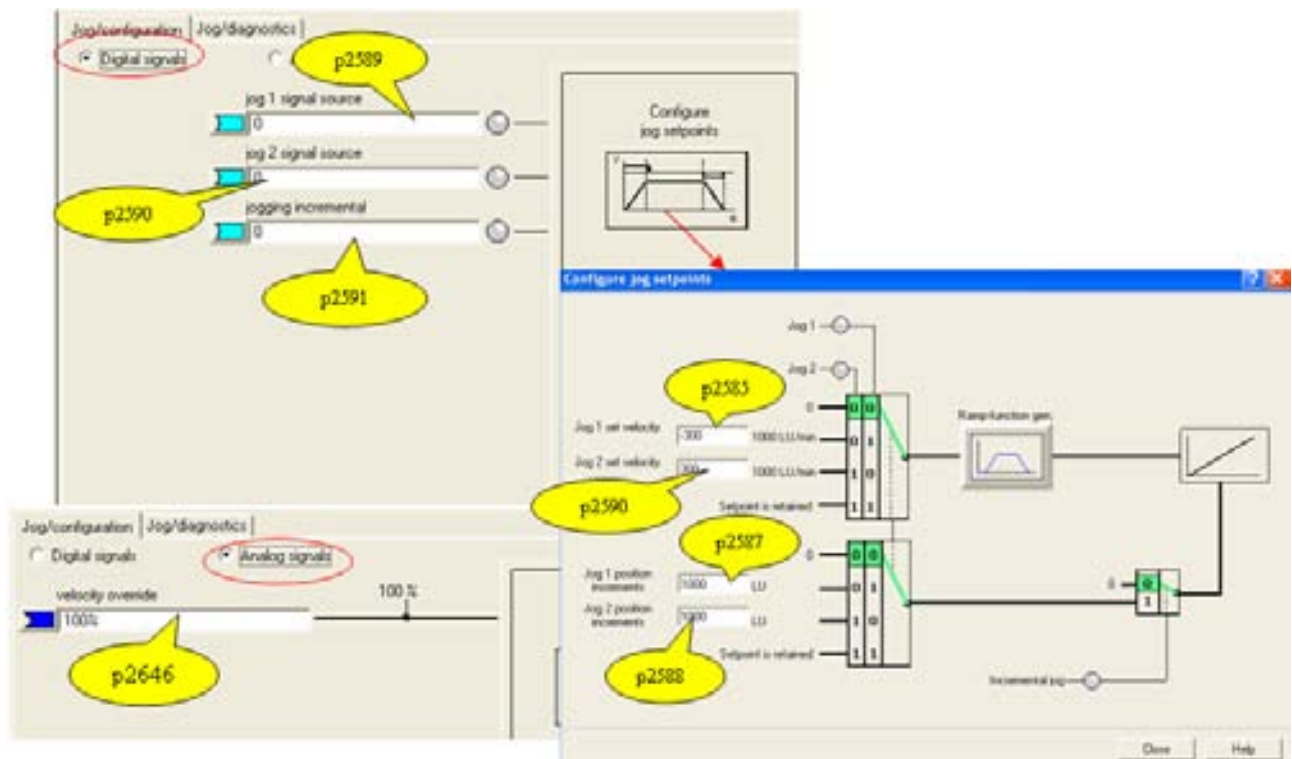 Jog/configuration Jog/diagnostics
Digital signals
p2589
jog 1 signal source
0
jog 2 signal source
0
p2590
jogging incremental
0
p2591
Configure
jog setpoints
V
Configure jog setpoints
Jog 1
Jog 2
p2585
0
0 0
Jog 1 set velocity
-300
1000 LU/min
0 1
Jog 2 set velocity
1000 LU/min
1 0
p2590
Setpoint is retained
1 1
Ramp-function gen.
p2587
0
0 0
Jog 1 position
increments
1000
LU
0 1
Jog 2 position
increments
LU
1 0
p2588
Setpoint is retained
1 1
0
0
1
Incremental jog
Close
Help
Jog/configuration Jog/diagnostics
Digital signals
Analog signals
velocity override
100 %
100%
p2646